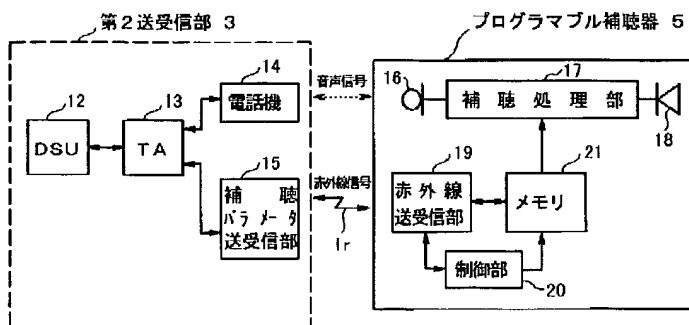 第2送受信部 3
プログラマブル補聴器 5
14
電話機
音声信号
16
17
補聴処理部
18
12
DSU
13
TA
15
補聴
パラメータ
送受信部
赤外線信号
Ir
19
赤外線
送受信部
21
メモリ
制御部
20